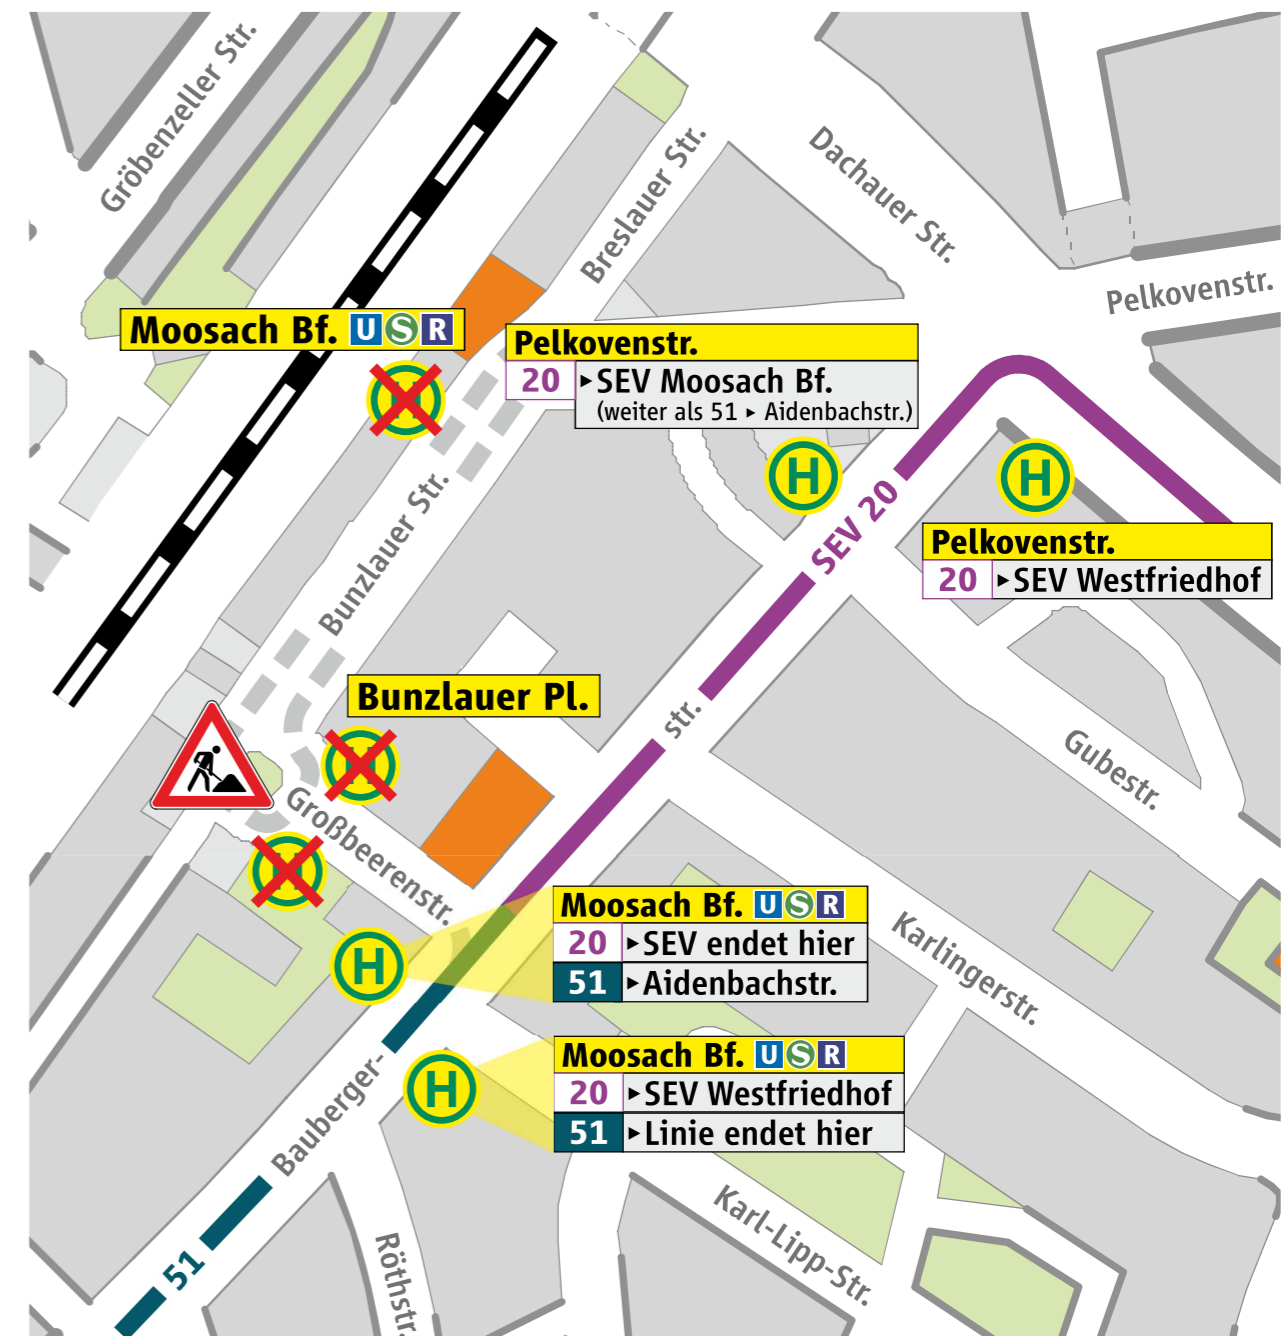 Gröbenzeller Str.
Breslauer Str.
Dachauer Str.
Pelkovenstr.
Moosach Bf. U S R
H
Pelkovenstr.
20 ▸SEV Moosach Bf.
(weiter als 51 ▸ Aidenbachstr.)
H
H
SEV 20
Pelkovenstr.
20 ▸SEV Westfriedhof
Bunzlauer Str.
Bunzlauer Pl.
H
str.
Gubestr.
Großbeerenstr.
H
H
Moosach Bf. U S R
20 ▸SEV endet hier
51 ▸Aidenbachstr.
Karlingerstr.
H
Moosach Bf. U S R
20 ▸SEV Westfriedhof
51 ▸Linie endet hier
Bauberger-
51
Röthstr.
Karl-Lipp-Str.